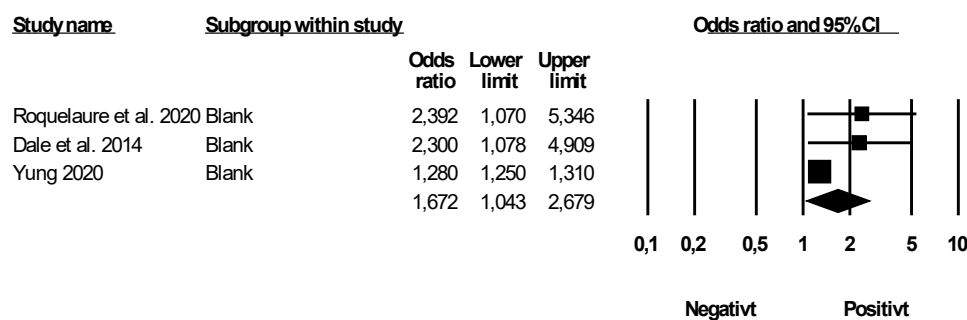 Study name Subgroup within study Odds ratio and 95% CI
Odds Lower Upper
ratio limit limit
Roquelaure et al. 2020 Blank 2,392 1,070 5,346
Dale et al. 2014 Blank 2,300 1,078 4,909
Yung 2020 Blank 1,280 1,250 1,310
1,672 1,043 2,679
0,1 0,2 0,5 1 2 5 10
Negativt Positivt